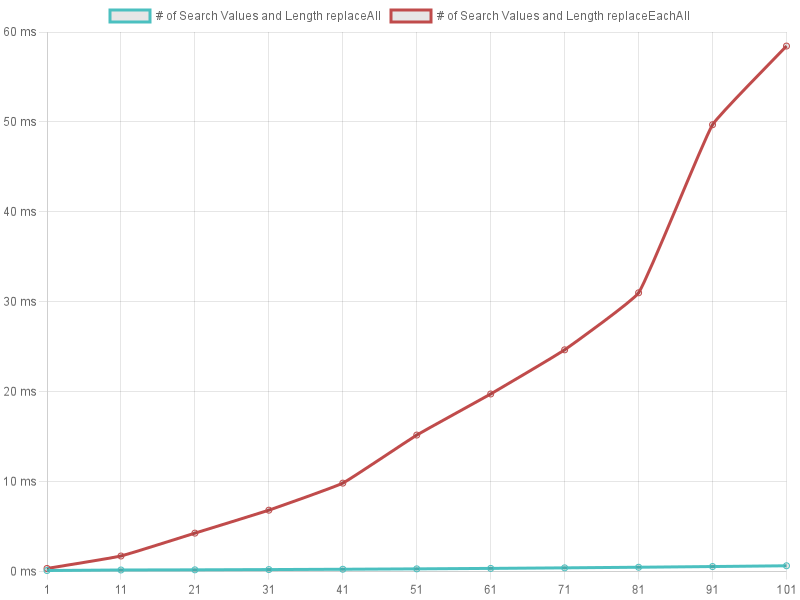 # of Search Values and Length replaceAll # of Search Values and Length replaceEachAll
60 ms
50 ms
40 ms
30 ms
20 ms
10 ms
0 ms
1 11 21 31 41 51 61 71 81 91 101